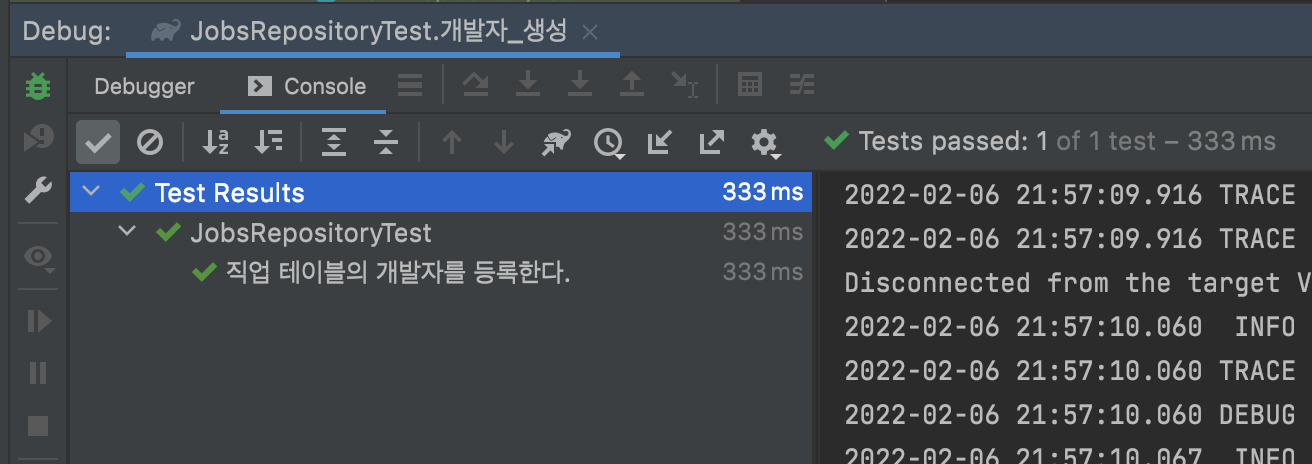 Debug: JobsRepositoryTest.개발자_생성
Debugger Console
Tests passed: 1 of 1 test – 333 ms
Test Results 333 ms
JobsRepositoryTest 333 ms
직업 테이블의 개발자를 등록한다. 333 ms
2022-02-06 21:57:09.916 TRACE
2022-02-06 21:57:09.916 TRACE
Disconnected from the target V
2022-02-06 21:57:10.060  INFO
2022-02-06 21:57:10.060 TRACE
2022-02-06 21:57:10.060 DEBUG
2022-02-06 21:57:10.067  INFO